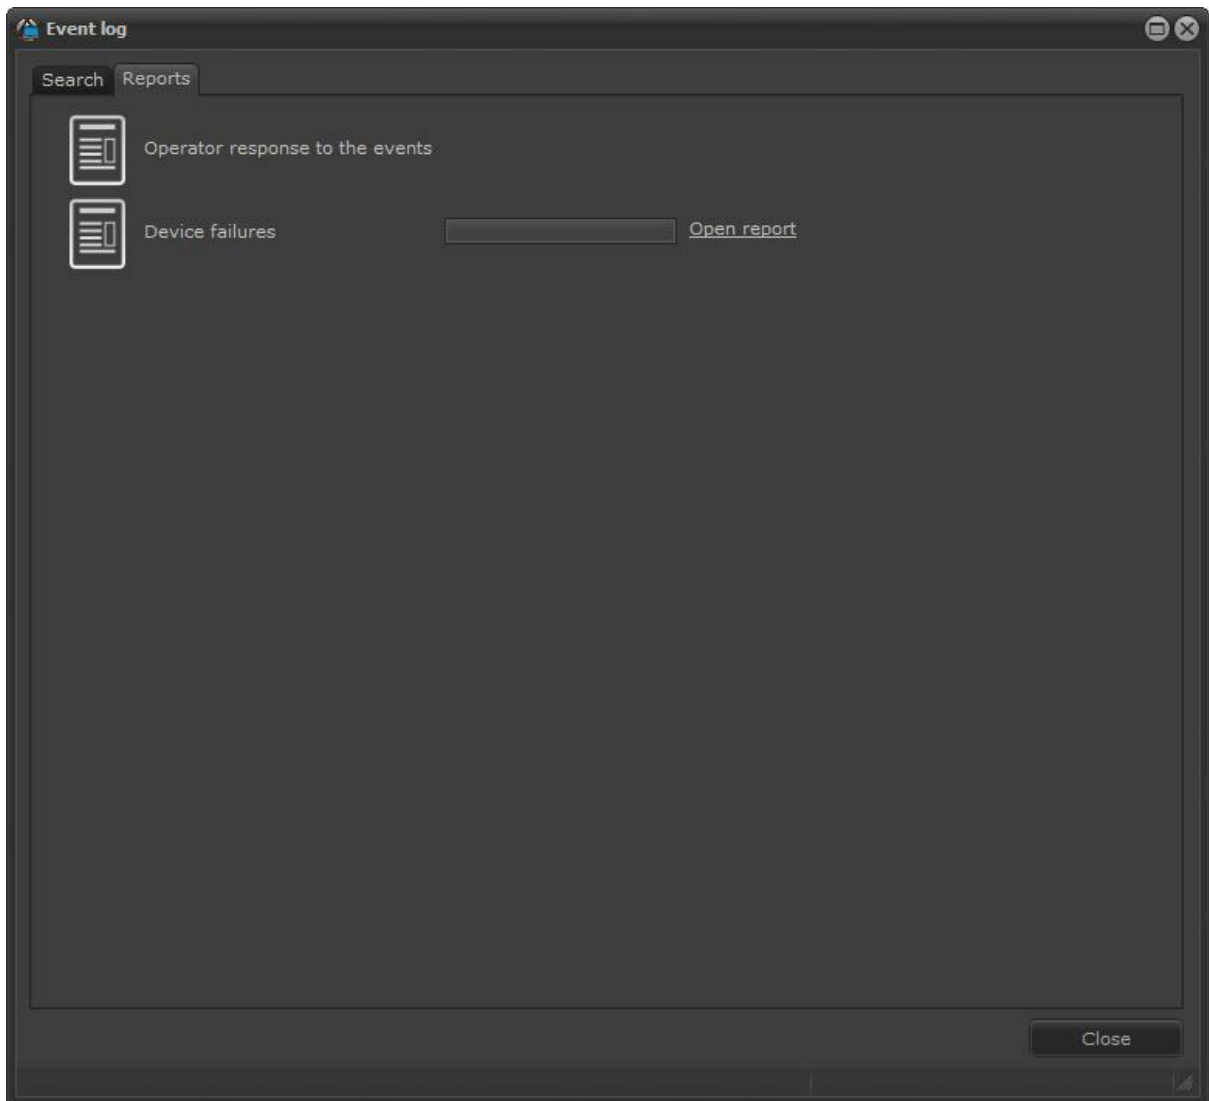 Event log
Search Reports
Operator response to the events
Device failures Open report
Close